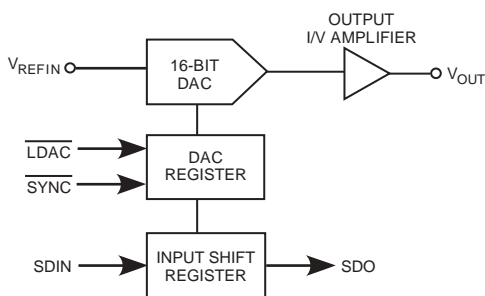 OUTPUT
I/V AMPLIFIER
VREFIN
16-BIT
DAC
VOUT
LDAC
SYNC
DAC
REGISTER
SDIN
INPUT SHIFT
REGISTER
SDO